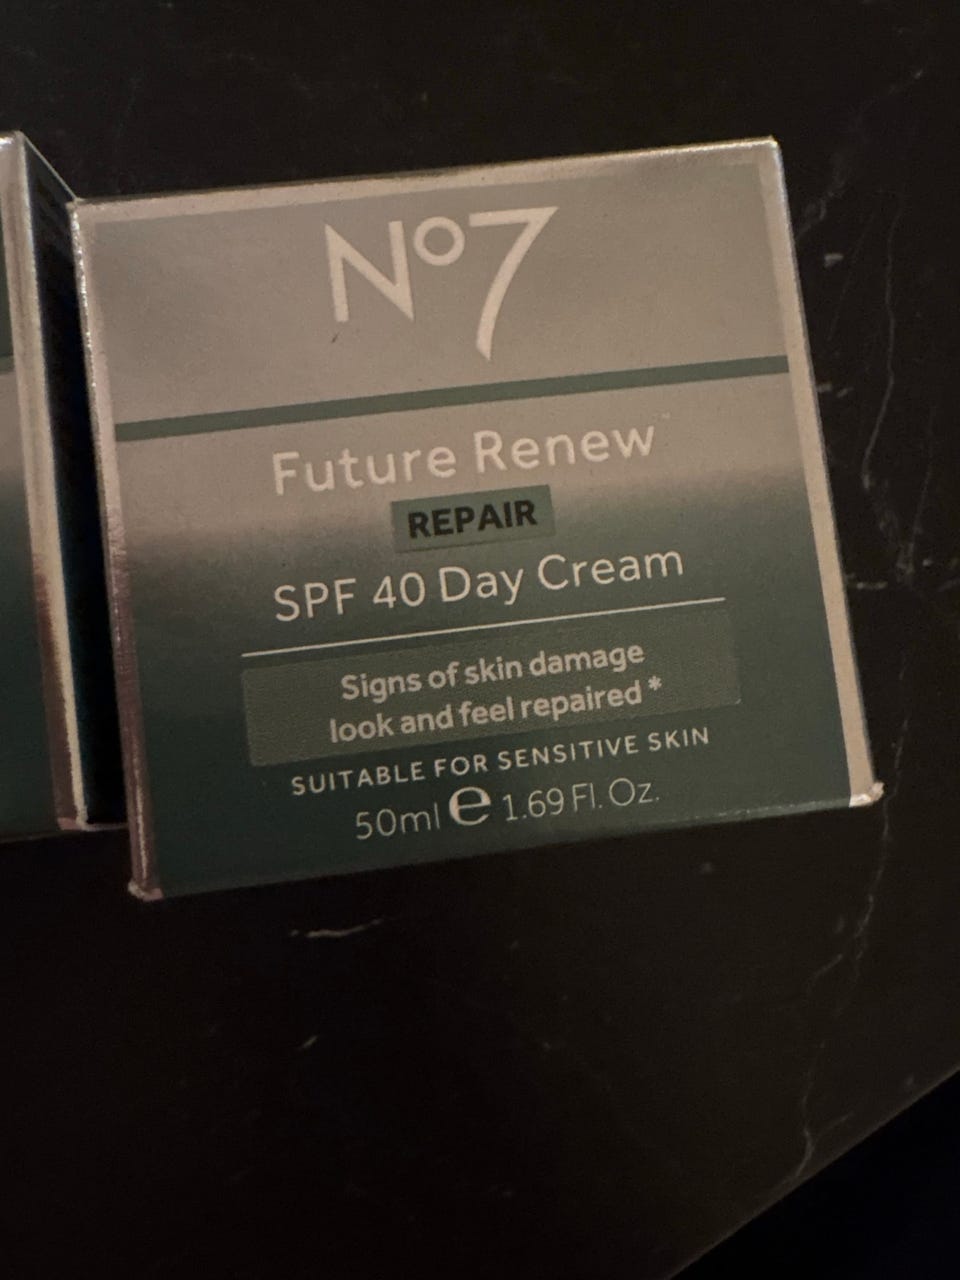 No7
Future Renew™
REPAIR
SPF 40 Day Cream
Signs of skin damage
look and feel repaired*
SUITABLE FOR SENSITIVE SKIN
50ml ℮ 1.69 Fl. Oz.